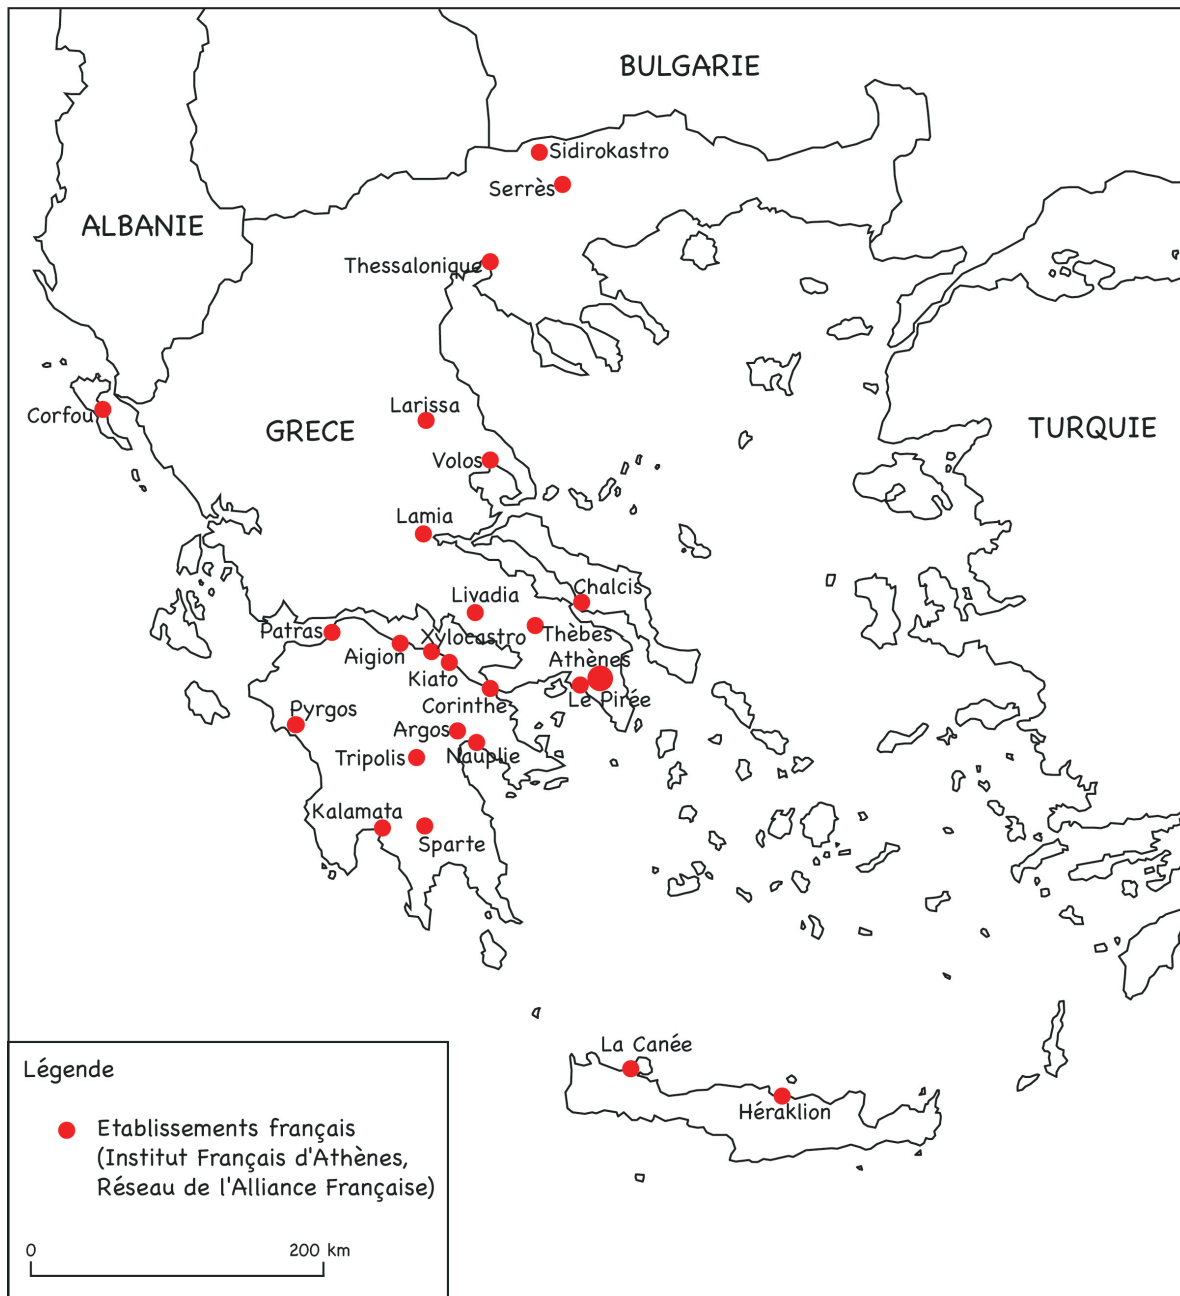 BULGARIE
Sidirokastro
Serrès
ALBANIE
Thessalonique
Larissa
Corfou
GRECE
TURQUIE
Volos
Lamia
Chalcis
Livadia
Patras
Xylocastro
Thèbes
Aigion
Athènes
Kiato
Le Pirée
Corinthe
Pyrgos
Argos
Nauplie
Tripolis
Kalamata
Sparte
La Canée
Héraklion
Légende
Etablissements français
(Institut Français d'Athènes,
Réseau de l'Alliance Française)
0 200 km